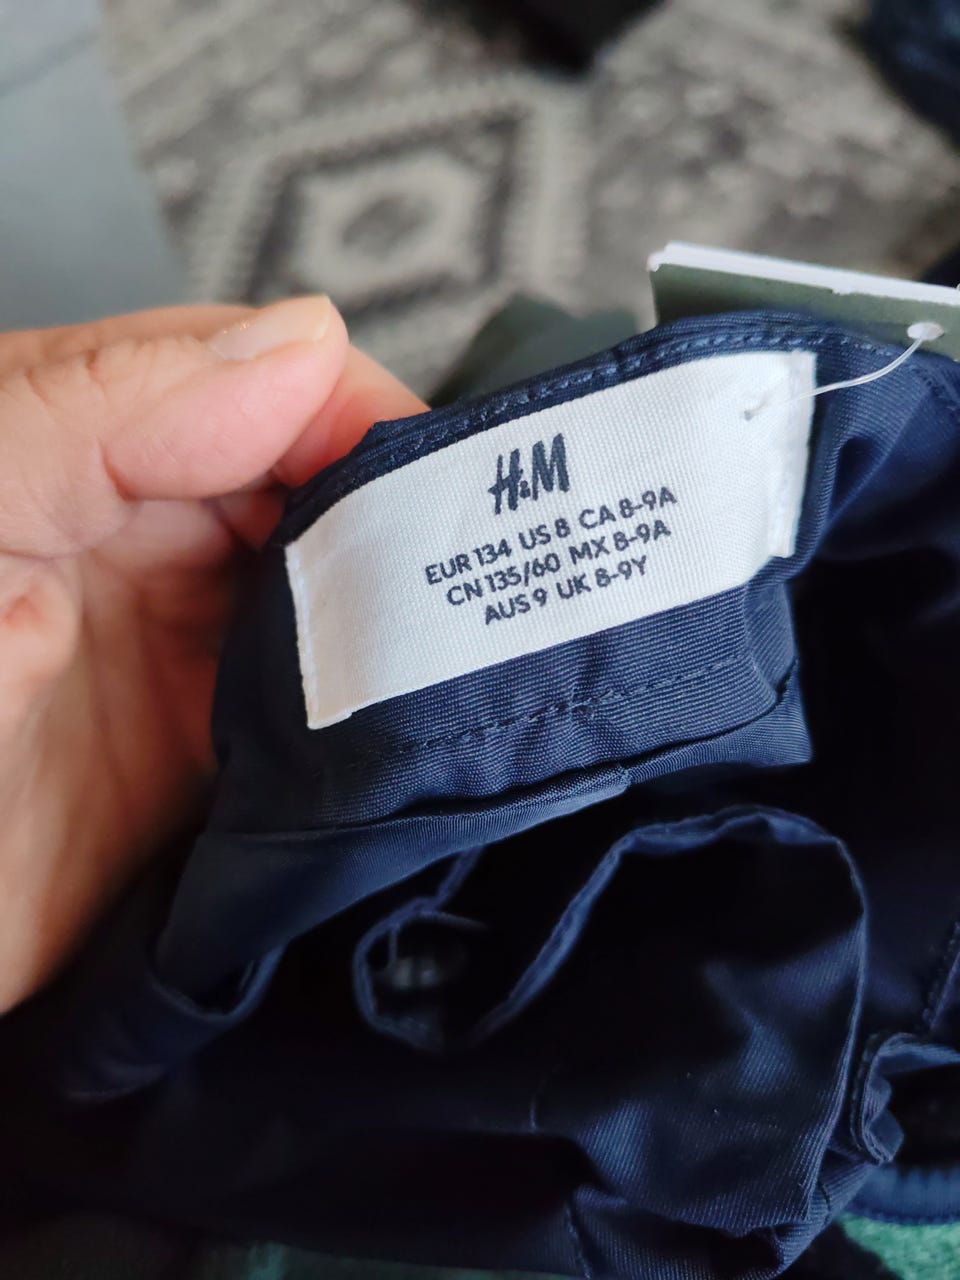 H&M
EUR 134 US 8 CA 8-9A
CN 135/60 MX 8-9A
AUS 9 UK 8-9Y